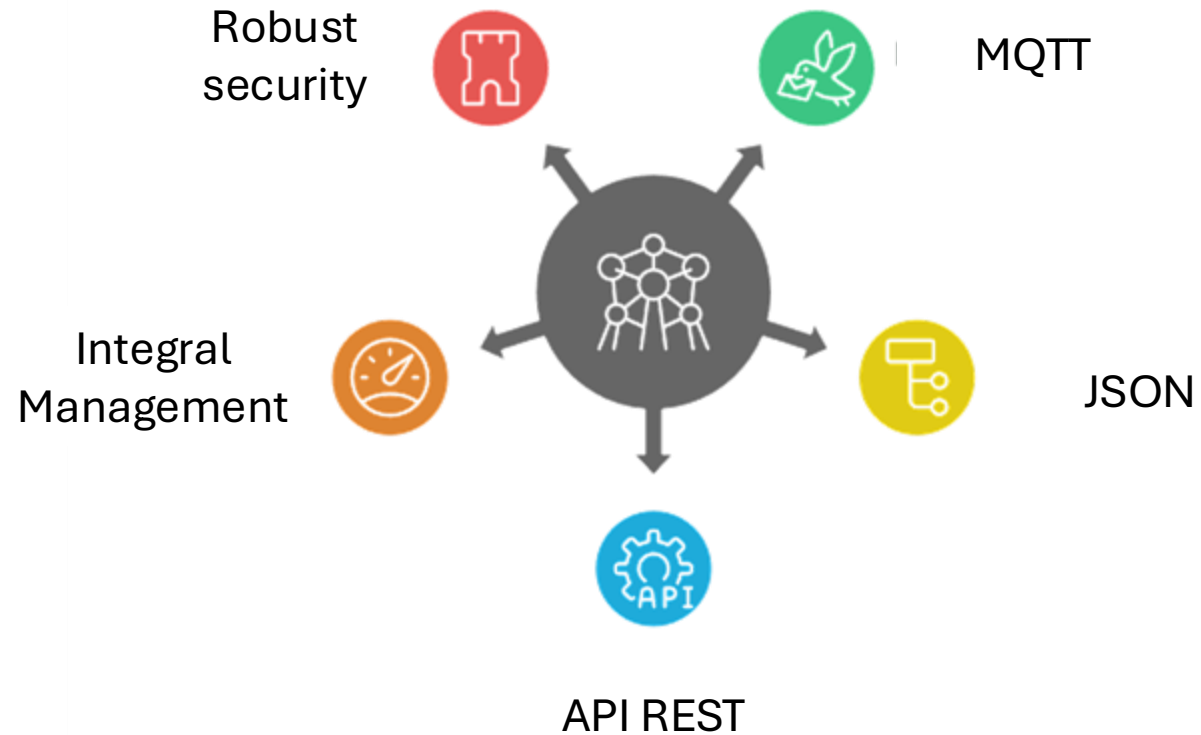 Robust
security
MQTT
Integral
Management
JSON
API
API REST